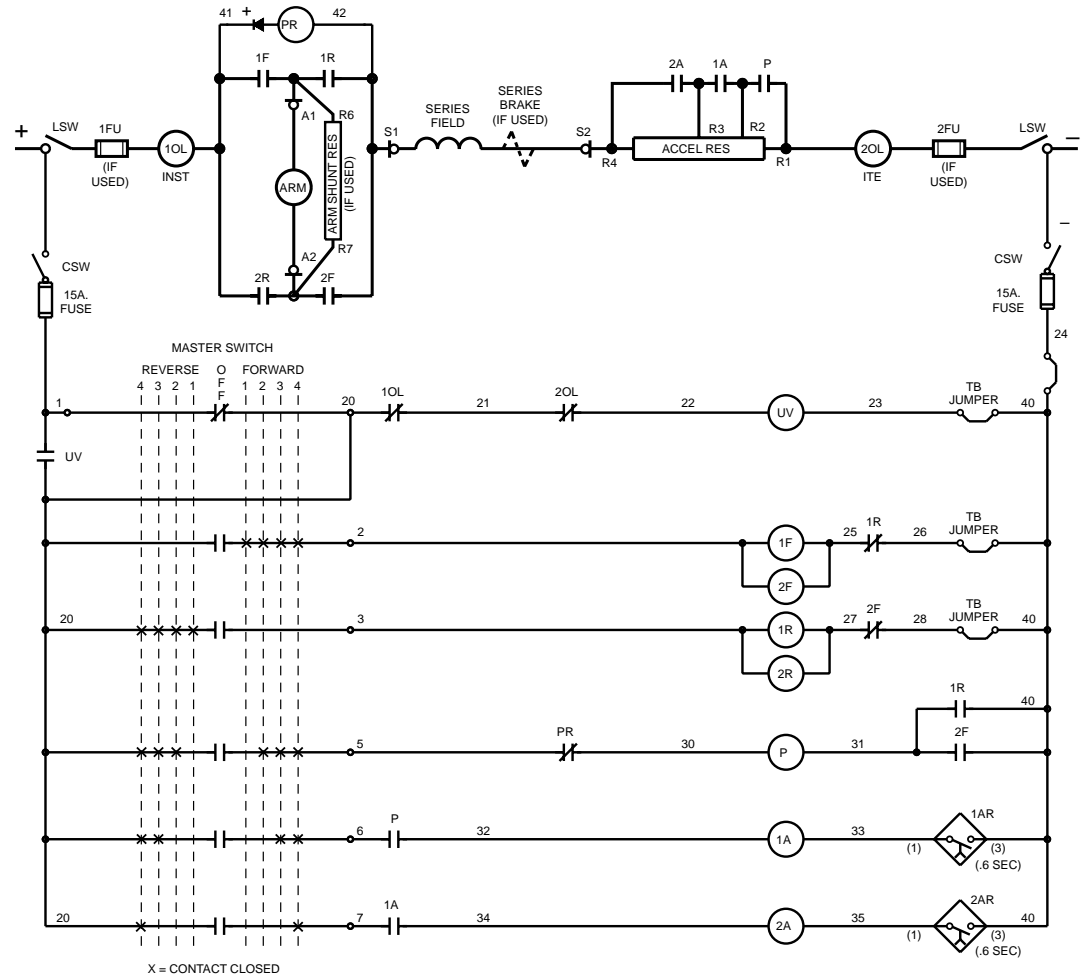 41 + PR 42
1F 1R
A1 R6
ARM
ARM SHUNT RES
(IF USED)
A2 R7
2R 2F
+ LSW 1FU
(IF
USED)
1OL
INST
S1
SERIES
FIELD
SERIES
BRAKE
(IF USED)
S2
2A 1A P
R3 R2
R4 ACCEL RES R1
2OL
ITE
2FU
(IF
USED)
LSW −
CSW
15A.
FUSE
−
CSW
15A.
FUSE
24
MASTER SWITCH
REVERSE OFF FORWARD
4 3 2 1 1 2 3 4
1 20 1OL 21 2OL 22 UV 23 TB JUMPER 40
UV
2 1F 25 1R 26 TB JUMPER
2F
20 3 1R 27 2F 28 TB JUMPER 40
2R
1R 40
5 PR 30 P 31 2F
6 P 32 1A 33 (1) 1AR (3)
(.6 SEC)
20 7 1A 34 2A 35 (1) 2AR (3) 40
(.6 SEC)
X = CONTACT CLOSED